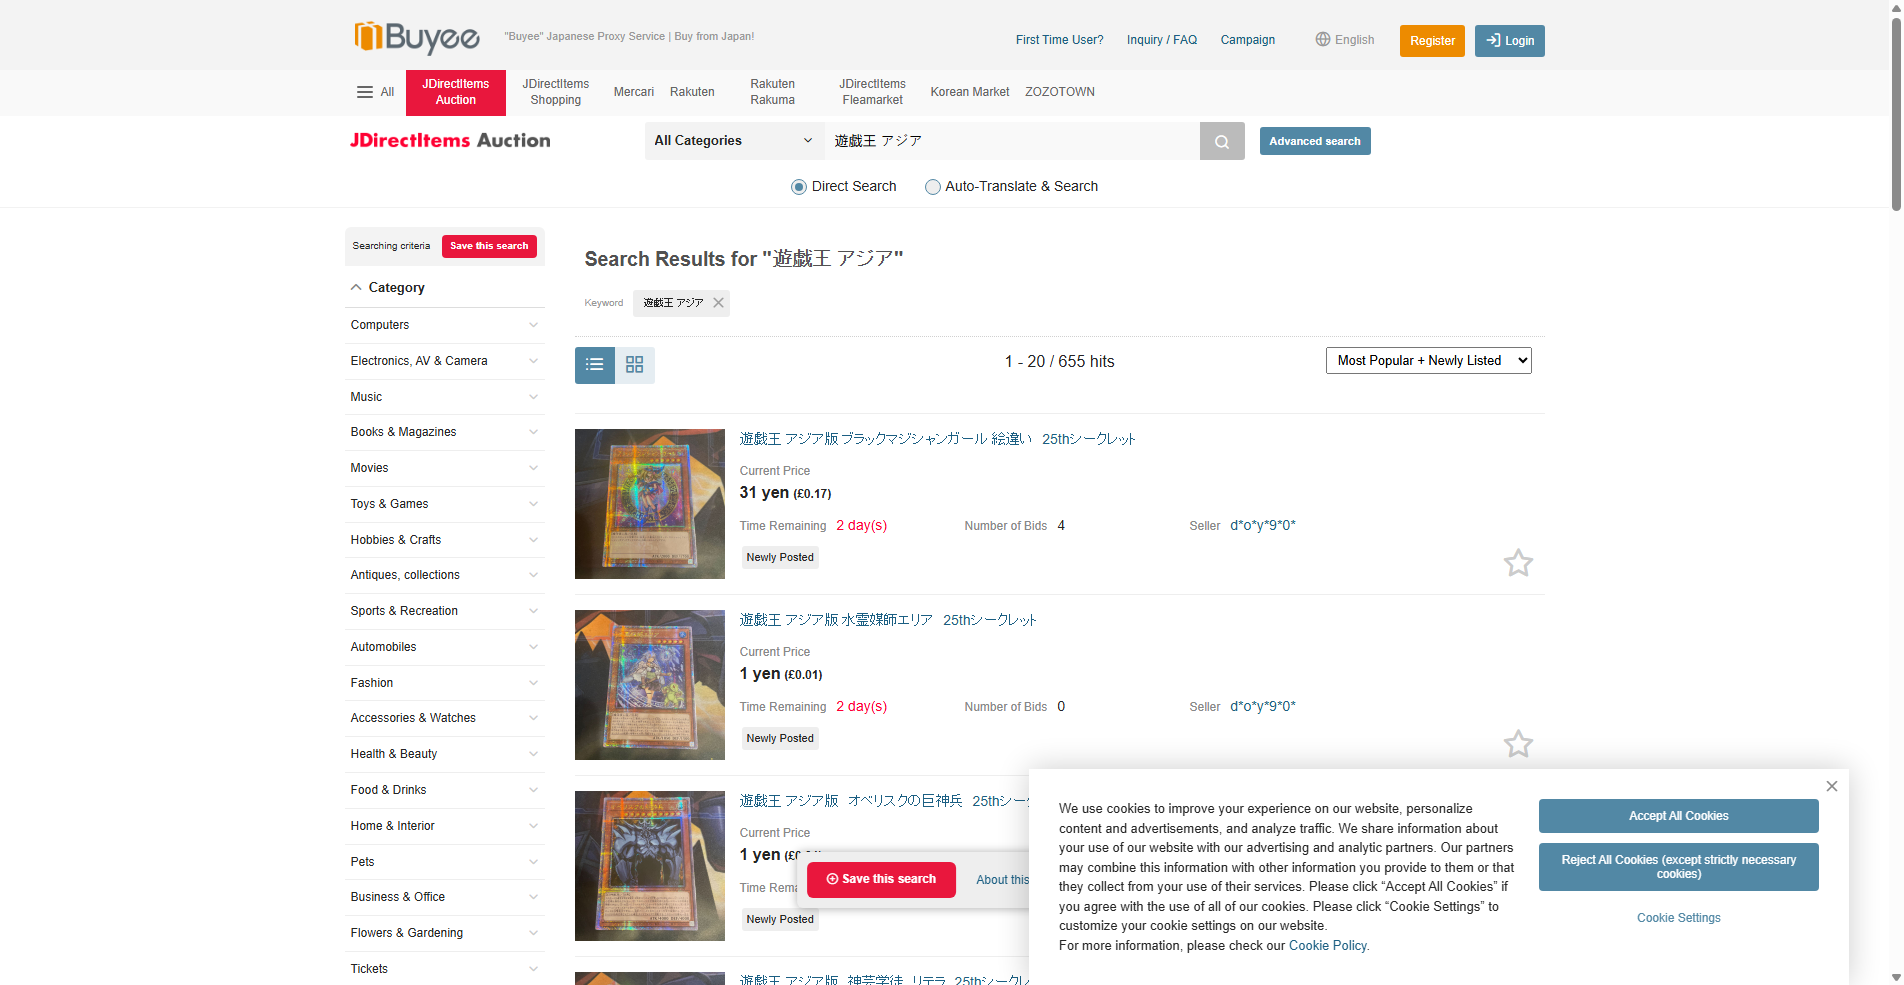 Buyee
"Buyee" Japanese Proxy Service | Buy from Japan!
First Time User?
Inquiry / FAQ
Campaign
English
Register
Login
All
JDirectItems
Auction
JDirectItems
Shopping
Mercari
Rakuten
Rakuten
Rakuma
JDirectItems
Fleamarket
Korean Market
ZOZOTOWN
JDirectItems Auction
All Categories
遊戯王 アジア
Advanced search
Direct Search
Auto-Translate & Search
Searching criteria
Save this search
Category
Computers
Electronics, AV & Camera
Music
Books & Magazines
Movies
Toys & Games
Hobbies & Crafts
Antiques, collections
Sports & Recreation
Automobiles
Fashion
Accessories & Watches
Health & Beauty
Food & Drinks
Home & Interior
Pets
Business & Office
Flowers & Gardening
Tickets
Search Results for "遊戯王 アジア"
Keyword
遊戯王 アジア
1 - 20 / 655 hits
Most Popular + Newly Listed
遊戯王 アジア版 ブラックマジシャンガール 絵違い 25thシークレット
Current Price
31 yen (£0.17)
Time Remaining 2 day(s)
Number of Bids 4
Seller d*o*y*9*0*
Newly Posted
遊戯王 アジア版 水霊媒師エリア 25thシークレット
Current Price
1 yen (£0.01)
Time Remaining 2 day(s)
Number of Bids 0
Seller d*o*y*9*0*
Newly Posted
遊戯王 アジア版 オベリスクの巨神兵 25thシー
Current Price
1 yen
Time Rema
Newly Posted
遊戯王 アジア版 神芸学徒 リテラ 25thシークレ
Save this search
About this
We use cookies to improve your experience on our website, personalize
content and advertisements, and analyze traffic. We share information about
your use of our website with our advertising and analytic partners. Our partners
may combine this information with other information you provide to them or that
they collect from your use of their services. Please click “Accept All Cookies” if
you agree with the use of all of our cookies. Please click “Cookie Settings” to
customize your cookie settings on our website.
For more information, please check our Cookie Policy.
Accept All Cookies
Reject All Cookies (except strictly necessary
cookies)
Cookie Settings